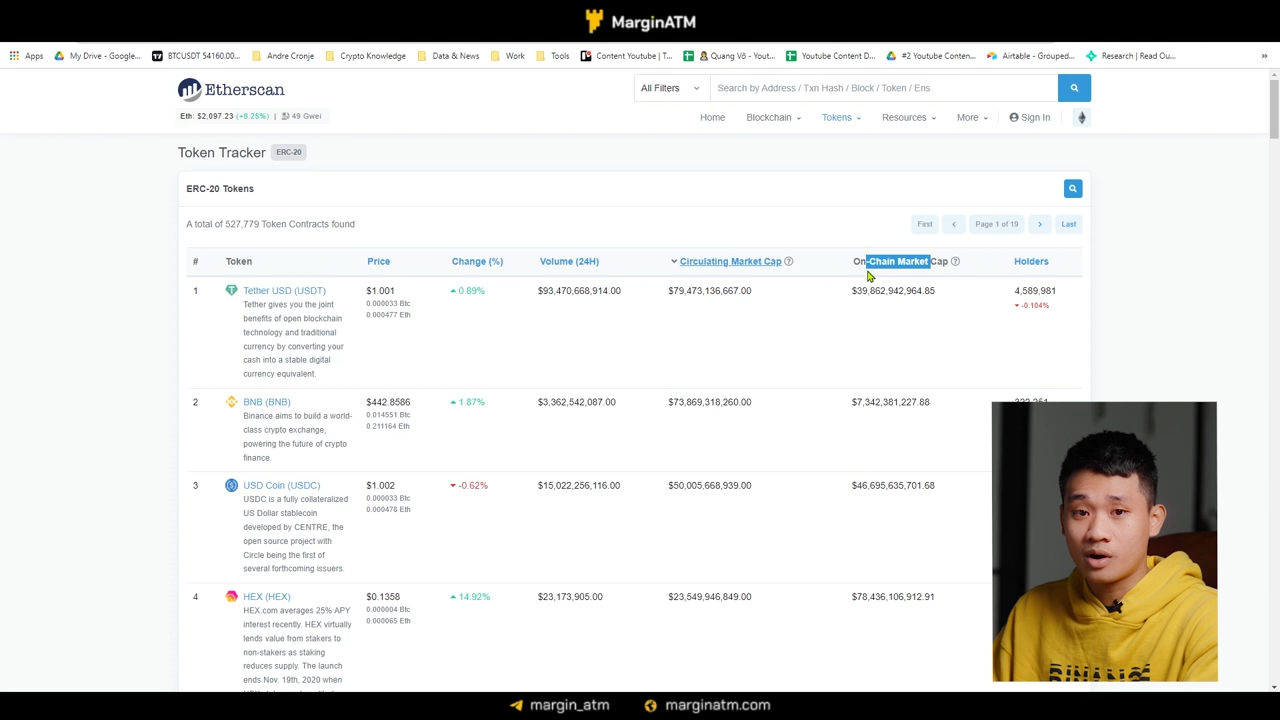 MarginATM
Apps
My Drive - Google...
BTCUSDT 54160.00...
Andre Cronje
Crypto Knowledge
Data & News
Work
Tools
Content Youtube | T...
Quang Võ - Yout...
Youtube Content D...
#2 Youtube Conten...
Airtable - Grouped...
Research | Read Ou...
»
Etherscan
All Filters
Search by Address / Txn Hash / Block / Token / Ens
Eth: $2,097.23 (+8.25%) | 49 Gwei
Home
Blockchain
Tokens
Resources
More
Sign In
Token Tracker ERC-20
ERC-20 Tokens
A total of 527,779 Token Contracts found
First
Page 1 of 19
Last
# Token Price Change (%) Volume (24H) Circulating Market Cap On-Chain Market Cap Holders
1 Tether USD (USDT) $1.001 0.89% $93,470,668,914.00 $79,473,136,667.00 $39,862,942,964.85 4,589,981
Tether gives you the joint 0.000033 Btc -0.104%
benefits of open blockchain 0.000477 Eth
technology and traditional
currency by converting your
cash into a stable digital
currency equivalent.
2 BNB (BNB) $442.8586 1.87% $3,362,542,087.00 $73,869,318,260.00 $7,342,381,227.88
Binance aims to build a world- 0.014551 Btc
class crypto exchange, 0.211164 Eth
powering the future of crypto
finance.
3 USD Coin (USDC) $1.002 -0.62% $15,022,256,116.00 $50,005,668,939.00 $46,695,635,701.68
USDC is a fully collateralized 0.000033 Btc
US Dollar stablecoin 0.000478 Eth
developed by CENTRE, the
open source project with
Circle being the first of
several forthcoming issuers.
4 HEX (HEX) $0.1358 14.92% $23,173,905.00 $23,549,946,849.00 $78,436,106,912.91
HEX.com averages 25% APY 0.000004 Btc
interest recently. HEX virtually 0.000065 Eth
lends value from stakers to
non-stakers as staking
reduces supply. The launch
ends Nov. 19th, 2020 when
margin_atm
marginatm.com